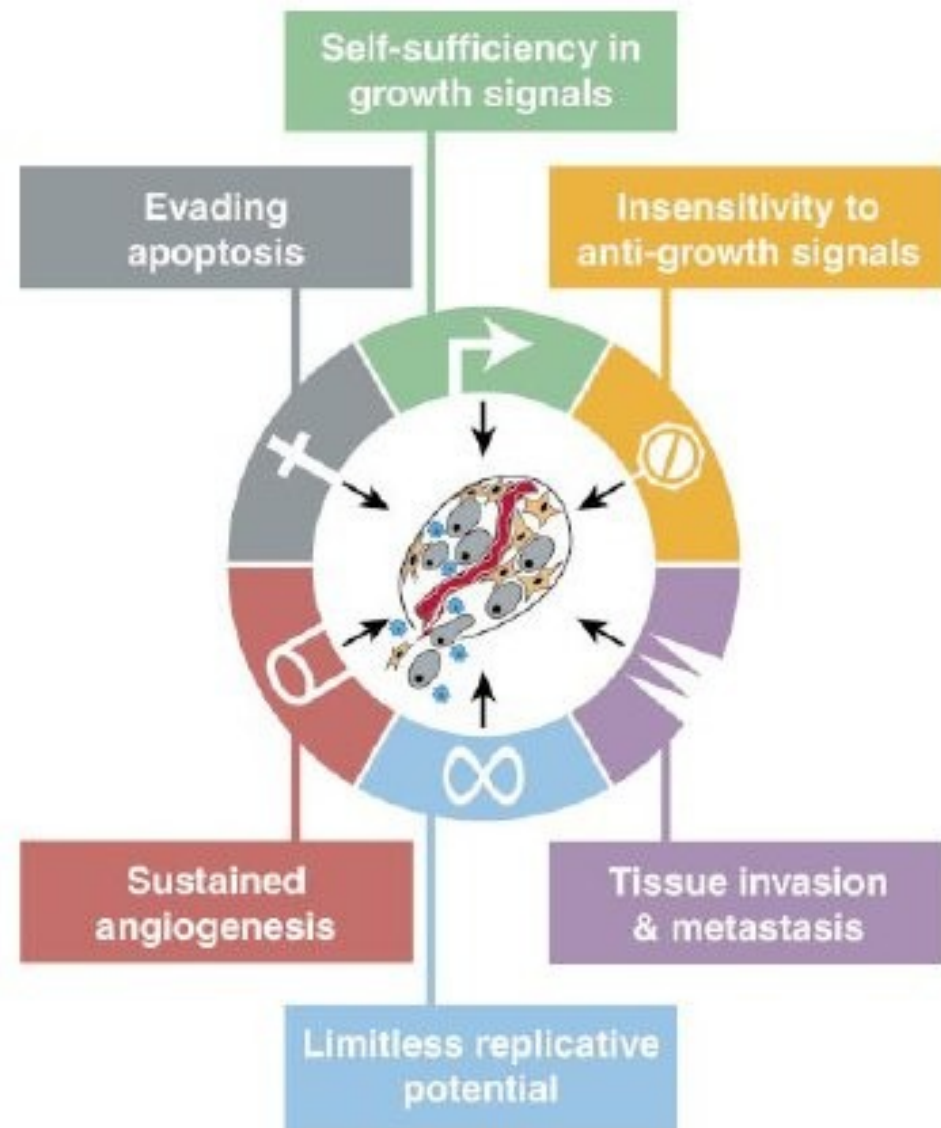 Self-sufficiency in
growth signals
Evading
apoptosis
Insensitivity to
anti-growth signals
Sustained
angiogenesis
Tissue invasion
& metastasis
Limitless replicative
potential